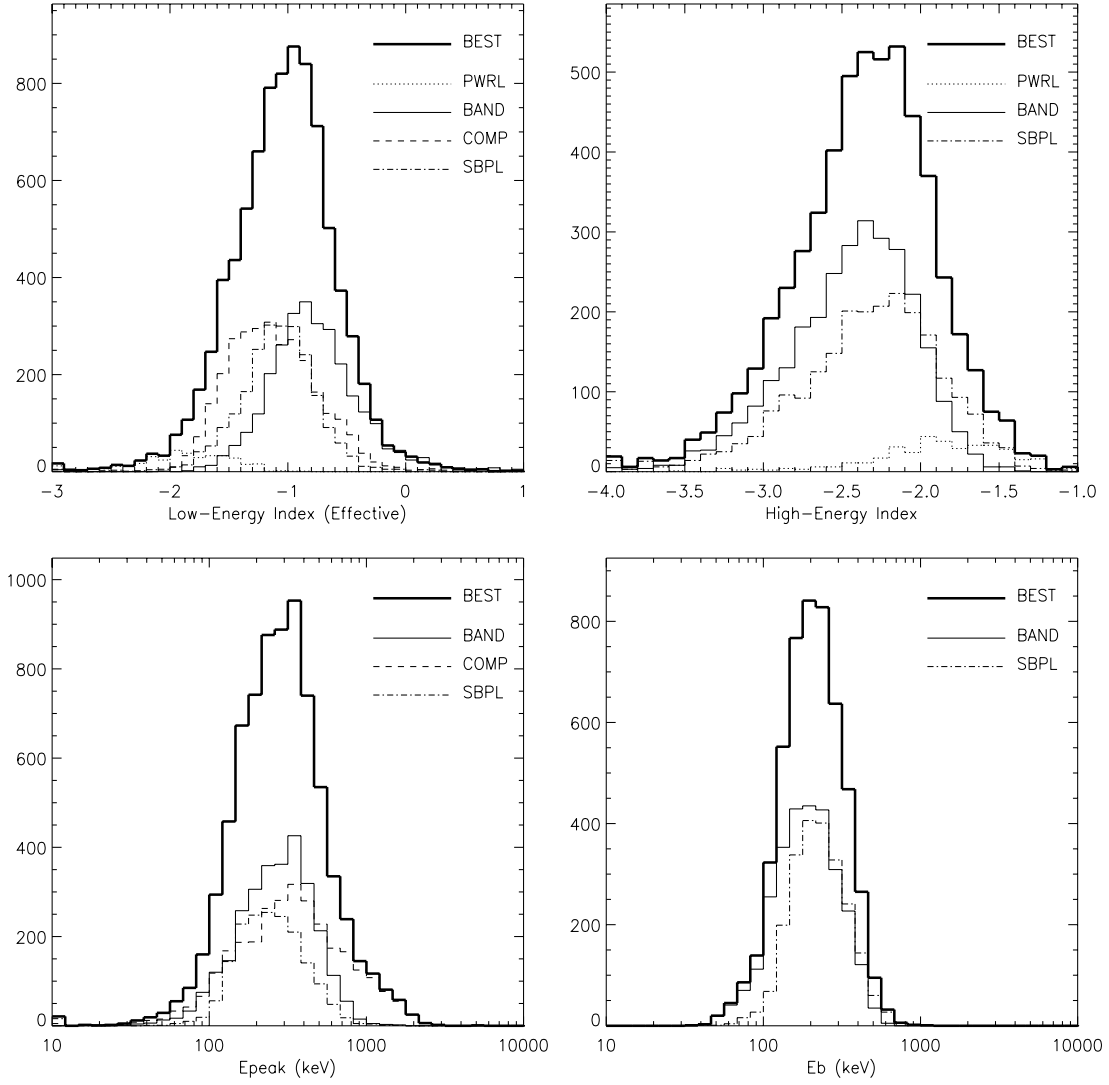 BEST
PWRL
BAND
COMP
SBPL
800
600
400
200
0
−3 −2 −1 0 1
Low−Energy Index (Effective)
BEST
PWRL
BAND
SBPL
500
400
300
200
100
0
−4.0 −3.5 −3.0 −2.5 −2.0 −1.5 −1.0
High−Energy Index
BEST
BAND
COMP
SBPL
1000
800
600
400
200
0
10 100 1000 10000
Epeak (keV)
BEST
BAND
SBPL
800
600
400
200
0
10 100 1000 10000
Eb (keV)